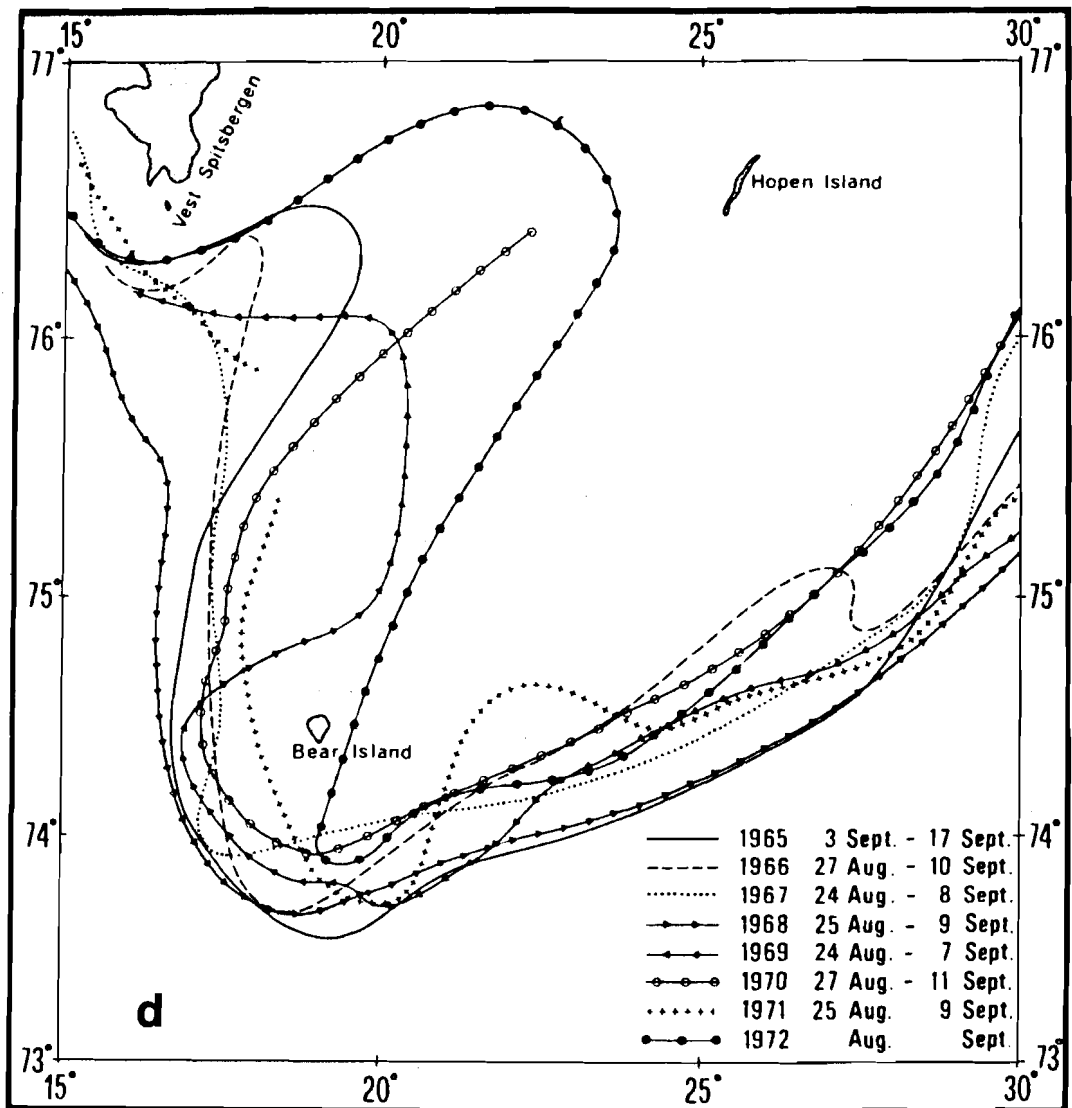 15° 20° 25° 30°
77° 77°
Vest Spitsbergen
Hopen Island
76° 76°
75° 75°
Bear Island
74° 74°
1965 3 Sept. - 17 Sept.
1966 27 Aug. - 10 Sept.
1967 24 Aug. - 8 Sept.
1968 25 Aug. - 9 Sept.
1969 24 Aug. - 7 Sept.
1970 27 Aug. - 11 Sept.
1971 25 Aug. 9 Sept.
1972 Aug. Sept.
d
73° 73°
15° 20° 25° 30°